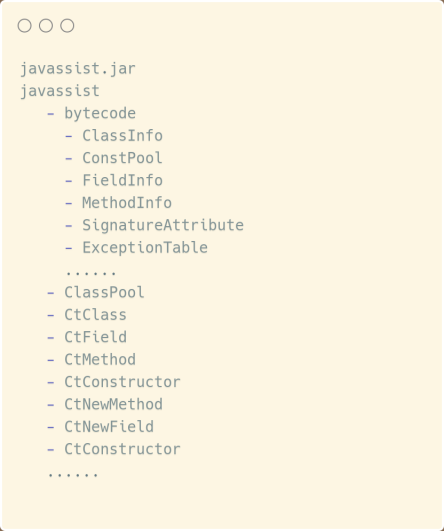 javassist.jar
javassist
- bytecode
- ClassInfo
- ConstPool
- FieldInfo
- MethodInfo
- SignatureAttribute
- ExceptionTable
......
- ClassPool
- CtClass
- CtField
- CtMethod
- CtConstructor
- CtNewMethod
- CtNewField
- CtConstructor
......